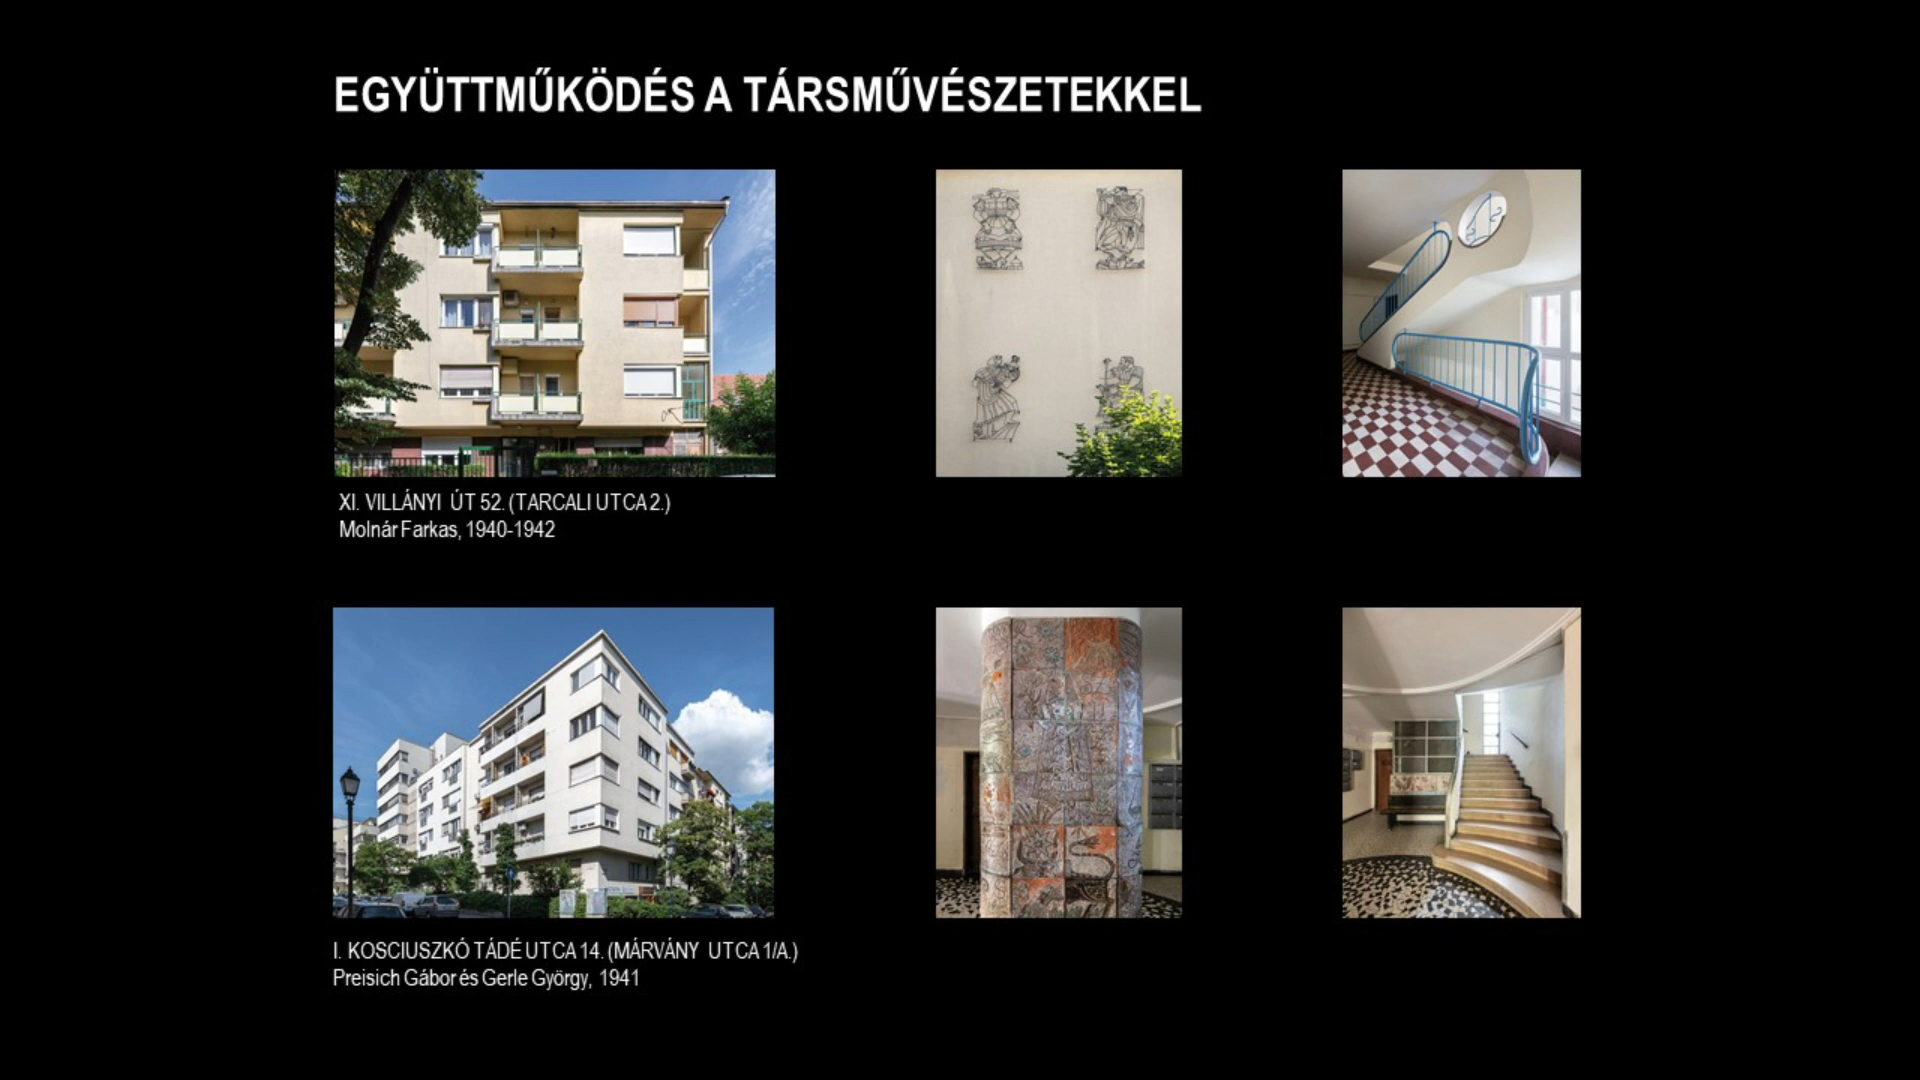 EGYÜTTMŰKÖDÉS A TÁRSMŰVÉSZETEKKEL
XI. VILLÁNYI ÚT 52. (TARCALI UTCA 2.)
Molnár Farkas, 1940-1942
I. KOSCIUSZKÓ TÁDÉ UTCA 14. (MÁRVÁNY UTCA 1/A.)
Preisich Gábor és Gerle György, 1941